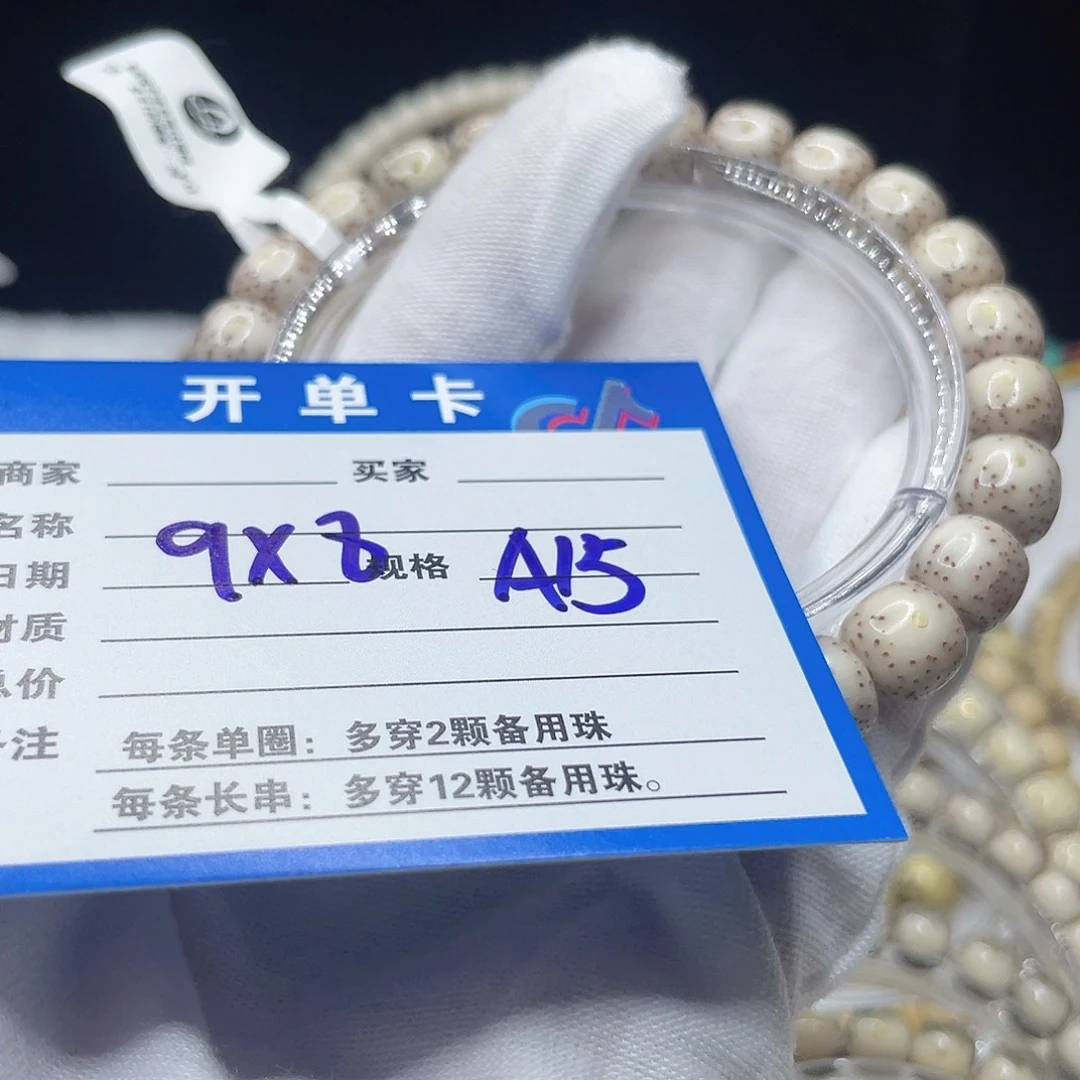 开单卡
商家 买家
名称
日期 9X8 规格 A15
材质
总价
备注 每条单圈：多穿2颗备用珠
每条长串：多穿12颗备用珠。